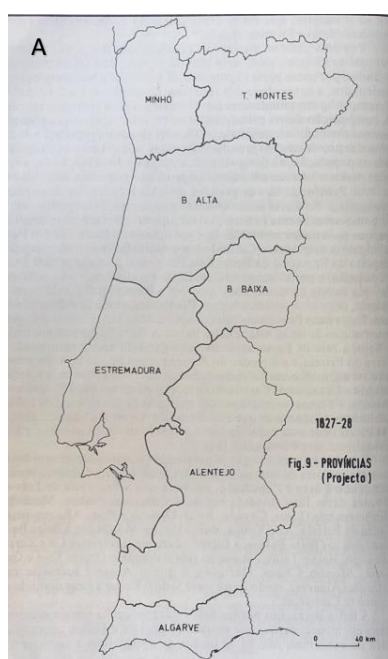 A
MINHO
T. MONTES
B. ALTA
B. BAIXA
ESTREMADURA
1827-28
Fig.9 - PROVÍNCIAS
(Projecto)
ALENTEJO
ALGARVE
0 40 km